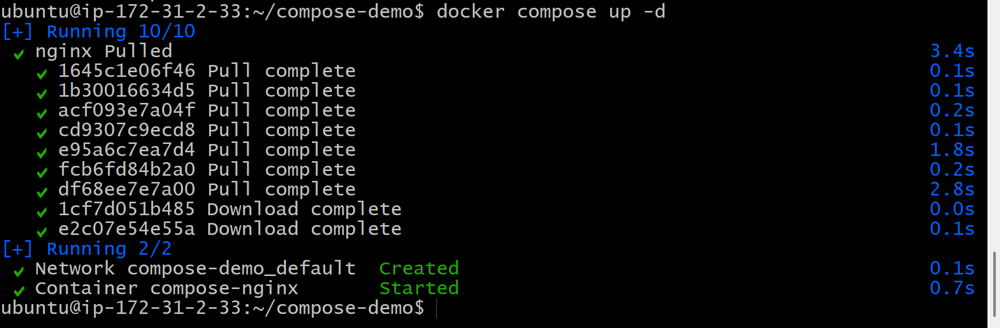 ubuntu@ip-172-31-2-33:~/compose-demo$ docker compose up -d
[+] Running 10/10
✔ nginx Pulled 3.4s
✔ 1645c1e06f46 Pull complete 0.1s
✔ 1b30016634d5 Pull complete 0.1s
✔ acf093e7a04f Pull complete 0.2s
✔ cd9307c9ecd8 Pull complete 0.1s
✔ e95a6c7ea7d4 Pull complete 1.8s
✔ fcb6fd84b2a0 Pull complete 0.2s
✔ df68ee7e7a00 Pull complete 2.8s
✔ 1cf7d051b485 Download complete 0.0s
✔ e2c07e54e55a Download complete 0.1s
[+] Running 2/2
✔ Network compose-demo_default Created 0.1s
✔ Container compose-nginx Started 0.7s
ubuntu@ip-172-31-2-33:~/compose-demo$